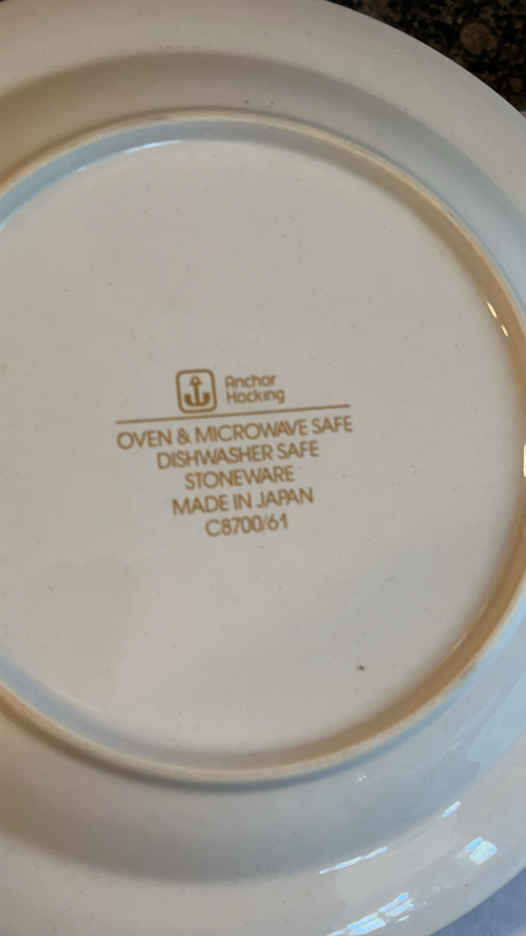 Anchor
Hocking
OVEN & MICROWAVE SAFE
DISHWASHER SAFE
STONEWARE
MADE IN JAPAN
C8700/61